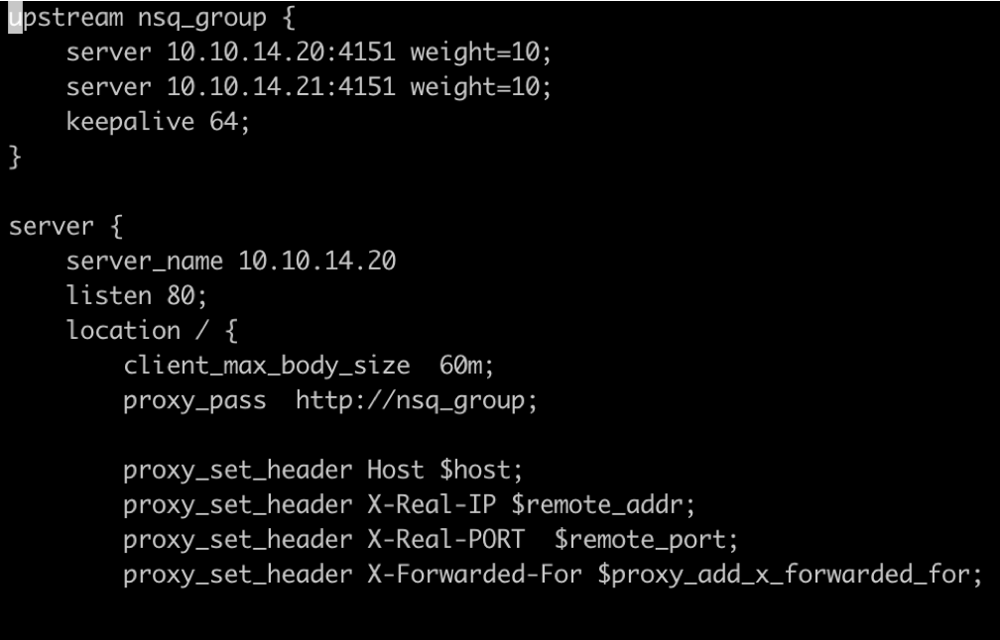 upstream nsq_group {
    server 10.10.14.20:4151 weight=10;
    server 10.10.14.21:4151 weight=10;
    keepalive 64;
}

server {
    server_name 10.10.14.20
    listen 80;
    location / {
        client_max_body_size  60m;
        proxy_pass  http://nsq_group;

        proxy_set_header Host $host;
        proxy_set_header X-Real-IP $remote_addr;
        proxy_set_header X-Real-PORT  $remote_port;
        proxy_set_header X-Forwarded-For $proxy_add_x_forwarded_for;